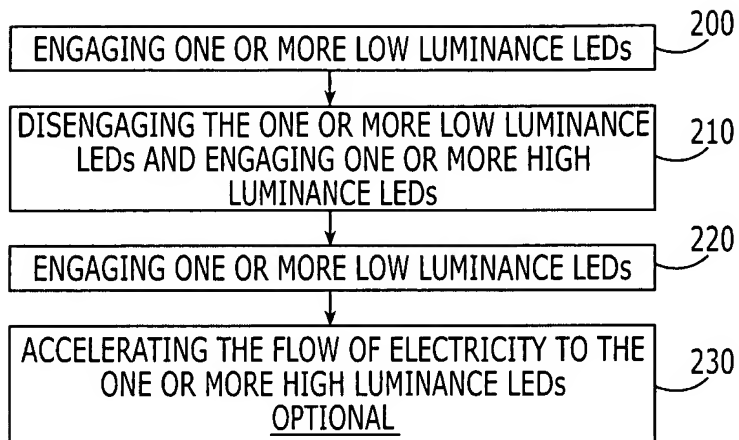 ENGAGING ONE OR MORE LOW LUMINANCE LEDs
200
DISENGAGING THE ONE OR MORE LOW LUMINANCE
LEDs AND ENGAGING ONE OR MORE HIGH
LUMINANCE LEDs
210
ENGAGING ONE OR MORE LOW LUMINANCE LEDs
220
ACCELERATING THE FLOW OF ELECTRICITY TO THE
ONE OR MORE HIGH LUMINANCE LEDs
OPTIONAL
230